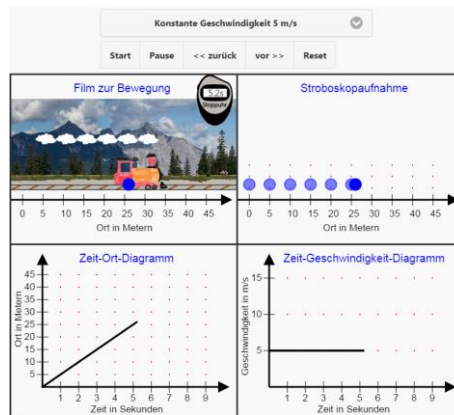 Konstante Geschwindigkeit 5 m/s
Start Pause << zurück vor >> Reset
Film zur Bewegung
5.2s
Stoppuhr
0 5 10 15 20 25 30 35 40 45
Ort in Metern
Stroboskopaufnahme
0 5 10 15 20 25 30 35 40 45
Ort in Metern
Zeit-Ort-Diagramm
Ort in Metern
45
40
35
30
25
20
15
10
5
1 2 3 4 5 6 7 8 9
Zeit in Sekunden
Zeit-Geschwindigkeit-Diagramm
Geschwindigkeit in m/s
15
10
5
1 2 3 4 5 6 7 8 9
Zeit in Sekunden